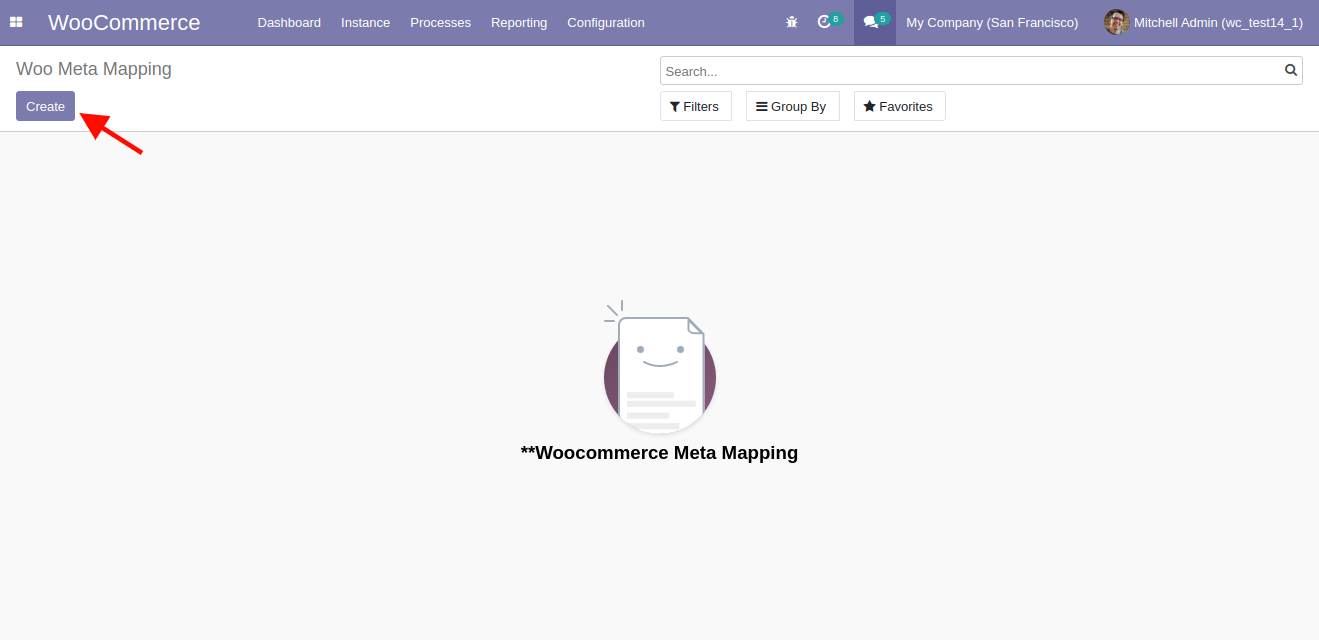 WooCommerce Dashboard Instance Processes Reporting Configuration 8 5 My Company (San Francisco) Mitchell Admin (wc_test14_1)
Woo Meta Mapping
Search...
Create Filters Group By Favorites
**Woocommerce Meta Mapping